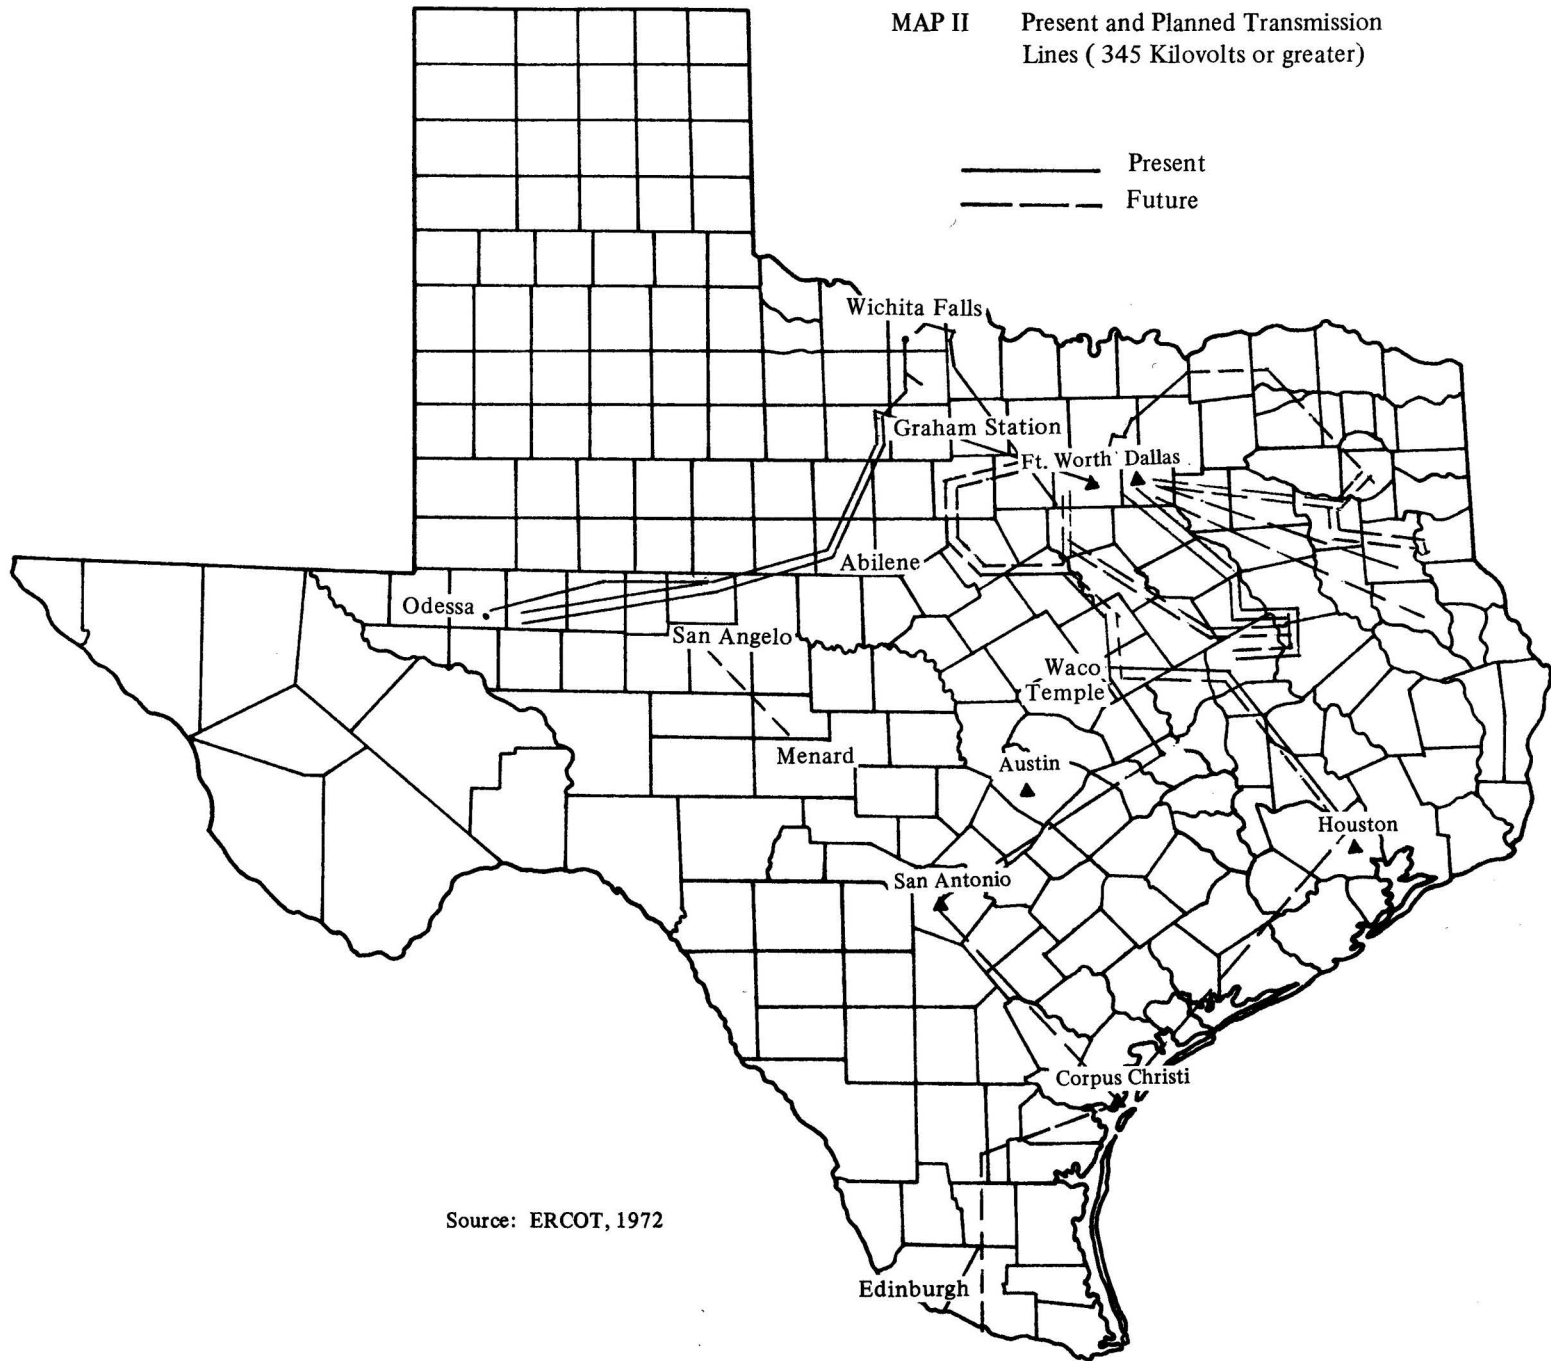 MAP II Present and Planned Transmission
Lines ( 345 Kilovolts or greater)
Present
Future
Wichita Falls
Graham Station
Ft. Worth Dallas
Abilene
Odessa
San Angelo
Waco
Temple
Menard
Austin
Houston
San Antonio
Corpus Christi
Source: ERCOT, 1972
Edinburgh